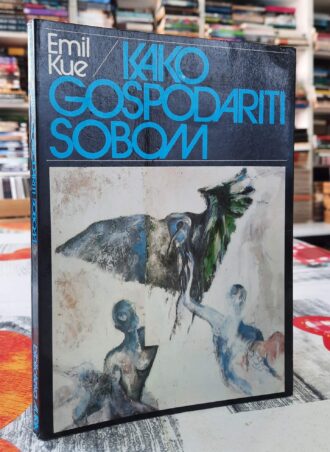 Emil
Kue
KAKO
GOSPODARITI
SOBOM